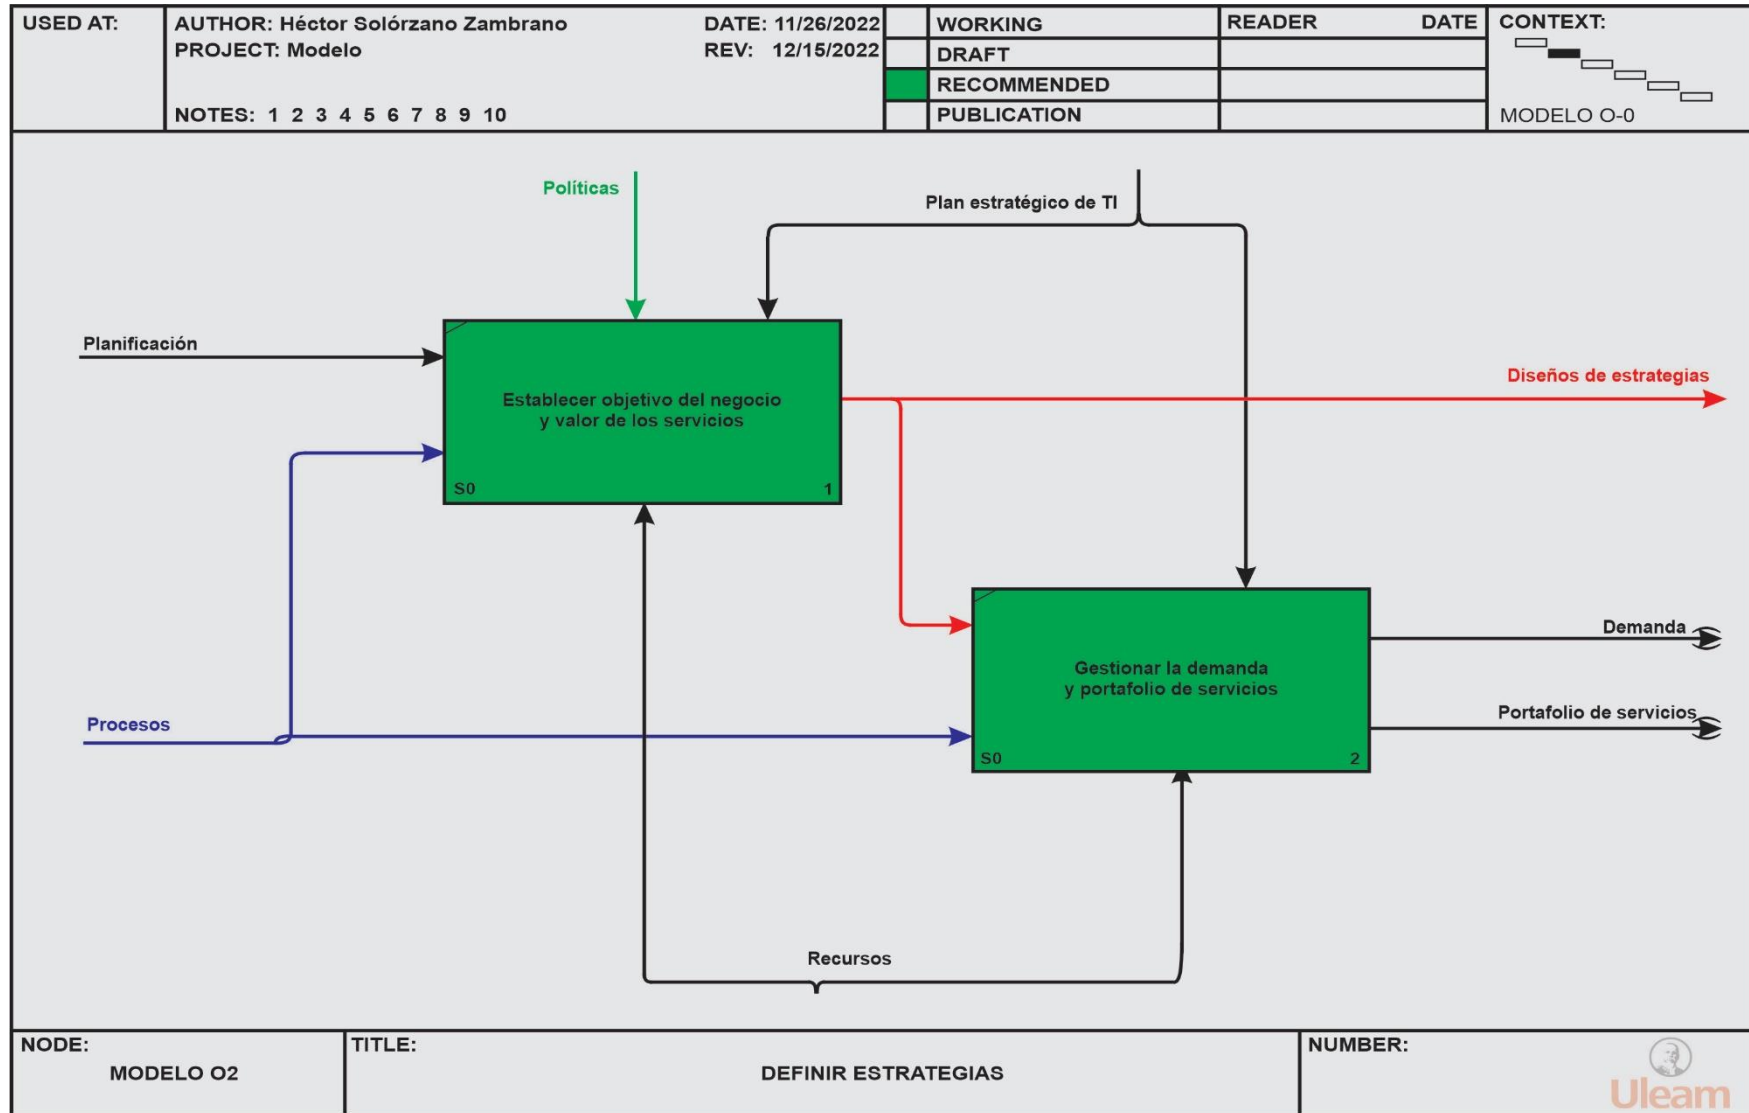 USED AT:
AUTHOR: Héctor Solórzano Zambrano
DATE: 11/26/2022
PROJECT: Modelo
REV: 12/15/2022
NOTES: 1 2 3 4 5 6 7 8 9 10
WORKING
DRAFT
RECOMMENDED
PUBLICATION
READER
DATE
CONTEXT:
MODELO O-0
Políticas
Plan estratégico de TI
Planificación
Establecer objetivo del negocio
y valor de los servicios
S0
1
Diseños de estrategias
Procesos
Gestionar la demanda
y portafolio de servicios
S0
2
Demanda
Portafolio de servicios
Recursos
NODE:
MODELO O2
TITLE:
DEFINIR ESTRATEGIAS
NUMBER:
Uleam